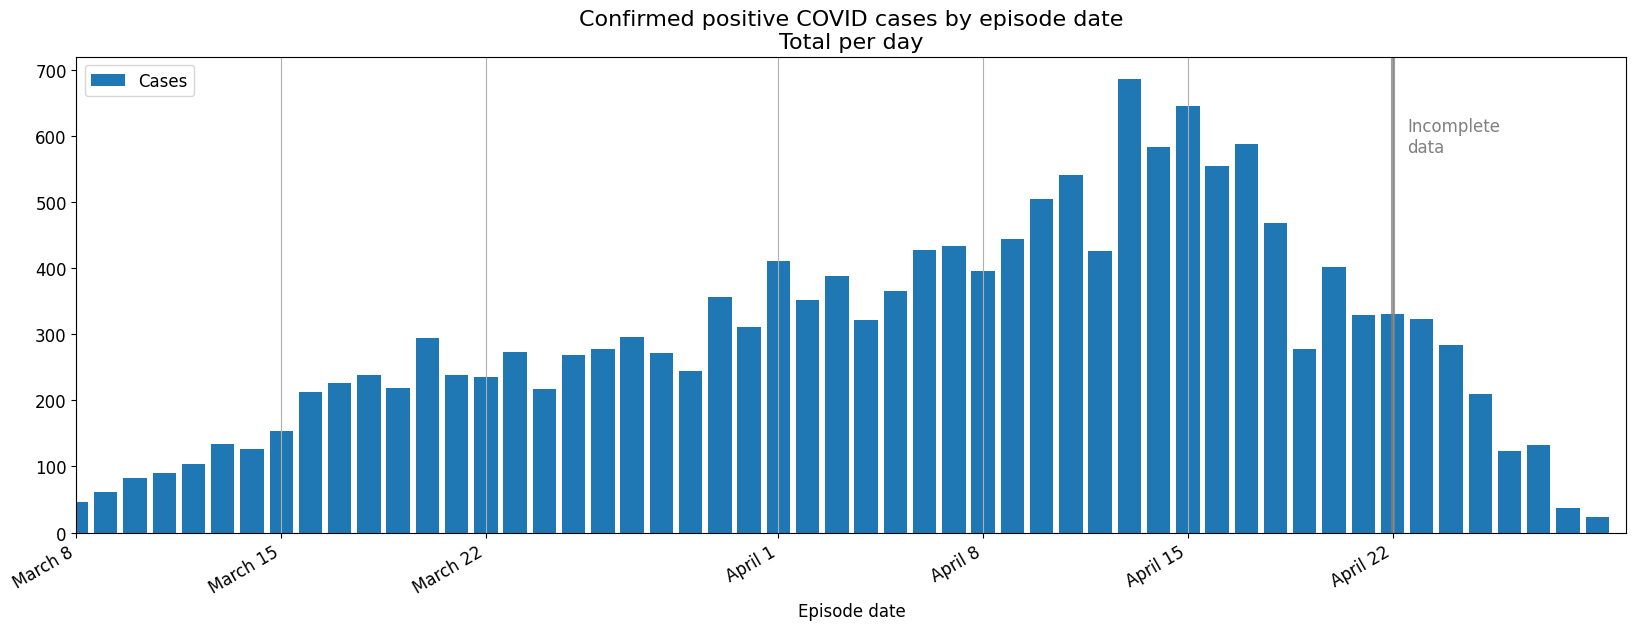 Confirmed positive COVID cases by episode date
Total per day
Cases
700
600
500
400
300
200
100
0
Incomplete
data
March 8
March 15
March 22
April 1
April 8
April 15
April 22
Episode date